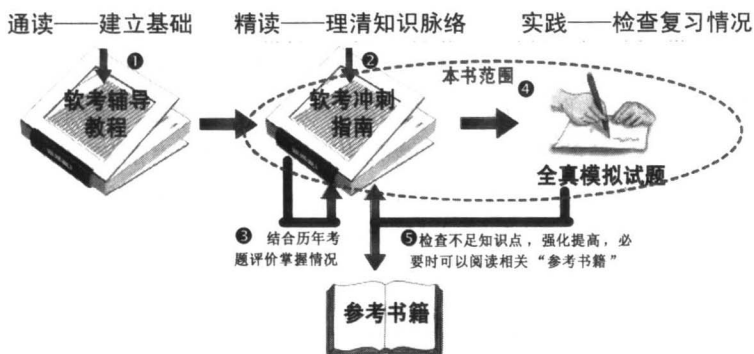 通读——建立基础 精读——理清知识脉络 实践——检查复习情况
❶
❷
本书范围
❹
软考辅导
教程
软考冲刺
指南
全真模拟试题
❸ 结合历年考
题评价掌握情况
❺检查不足知识点，强化提高，必
要时可以阅读相关“参考书籍”
参考书籍